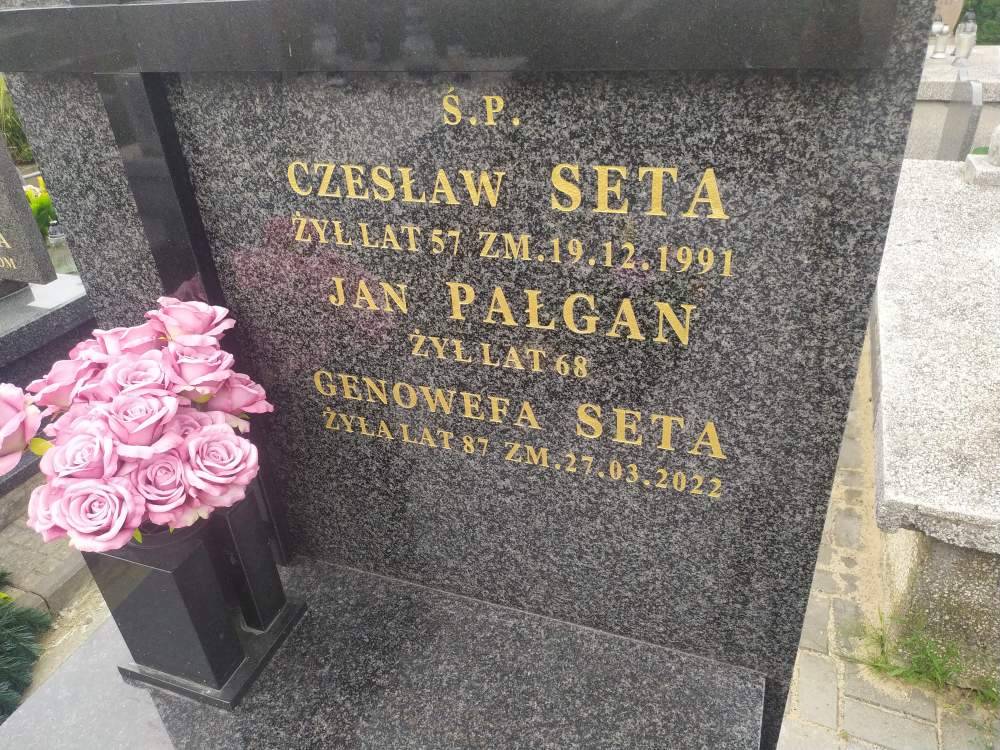 Ś.P.
CZESŁAW SETA
ŻYŁ LAT 57 ZM.19.12.1991
JAN PAŁGAN
ŻYŁ LAT 68
GENOWEFA SETA
ŻYŁA LAT 87 ZM.27.03.2022